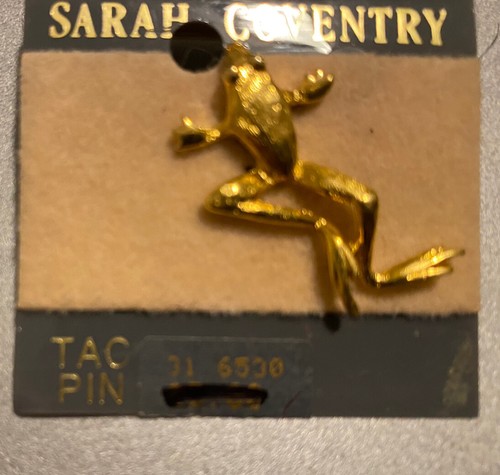 SARAH COVENTRY
TAC
PIN
31 6530